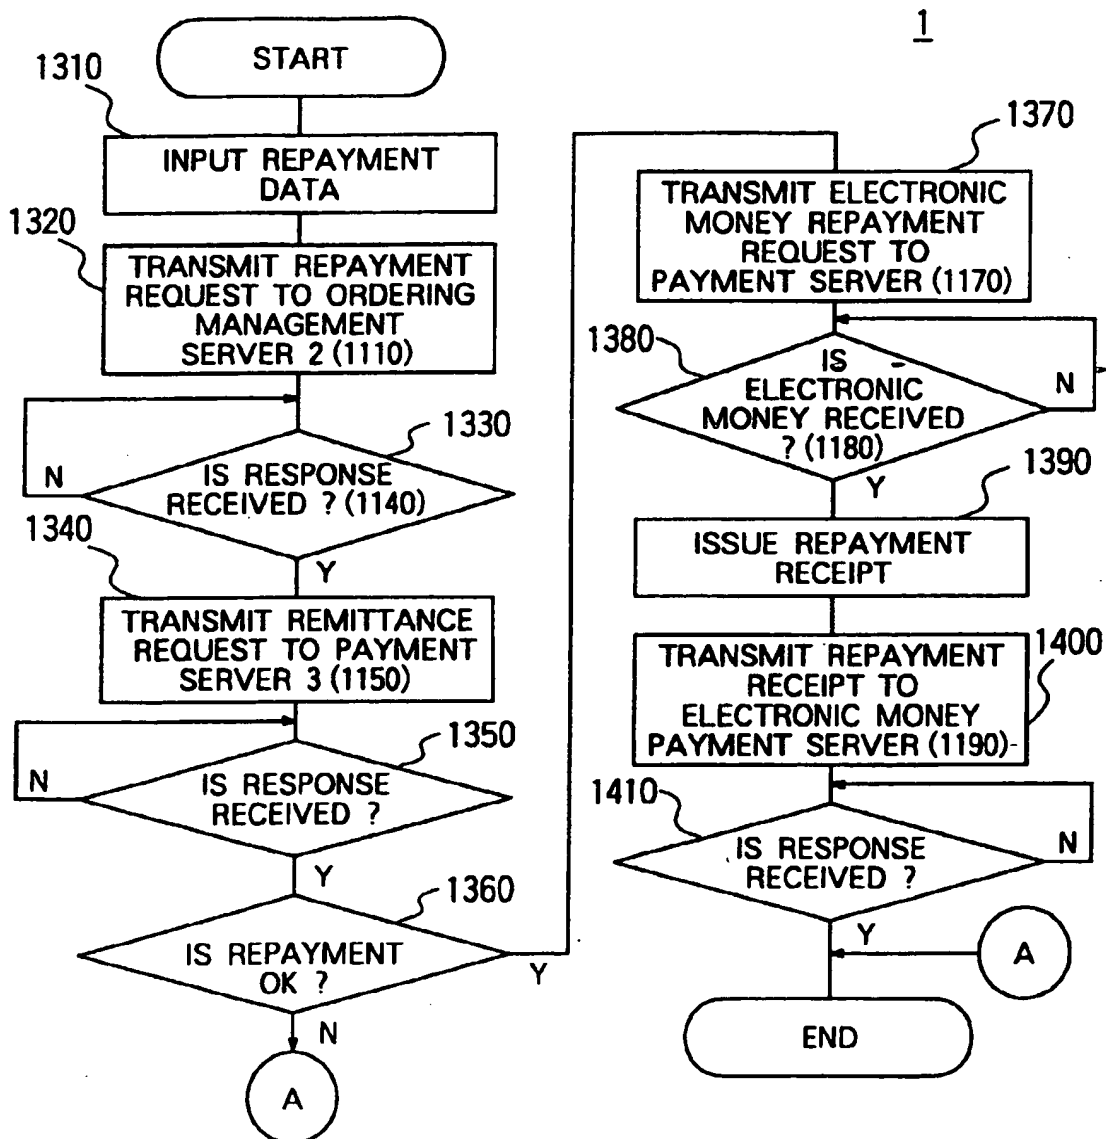 1
START
1310
INPUT REPAYMENT
DATA
1320
TRANSMIT REPAYMENT
REQUEST TO ORDERING
MANAGEMENT
SERVER 2 (1110)
1330
IS RESPONSE
RECEIVED ? (1140)
N
Y
1340
TRANSMIT REMITTANCE
REQUEST TO PAYMENT
SERVER 3 (1150)
1350
IS RESPONSE
RECEIVED ?
N
Y
1360
IS REPAYMENT
OK ?
Y
N
A
1370
TRANSMIT ELECTRONIC
MONEY REPAYMENT
REQUEST TO
PAYMENT SERVER (1170)
1380
IS
ELECTRONIC
MONEY RECEIVED
? (1180)
N
Y
1390
ISSUE REPAYMENT
RECEIPT
1400
TRANSMIT REPAYMENT
RECEIPT TO
ELECTRONIC MONEY
PAYMENT SERVER (1190)
1410
IS RESPONSE
RECEIVED ?
N
Y
A
END